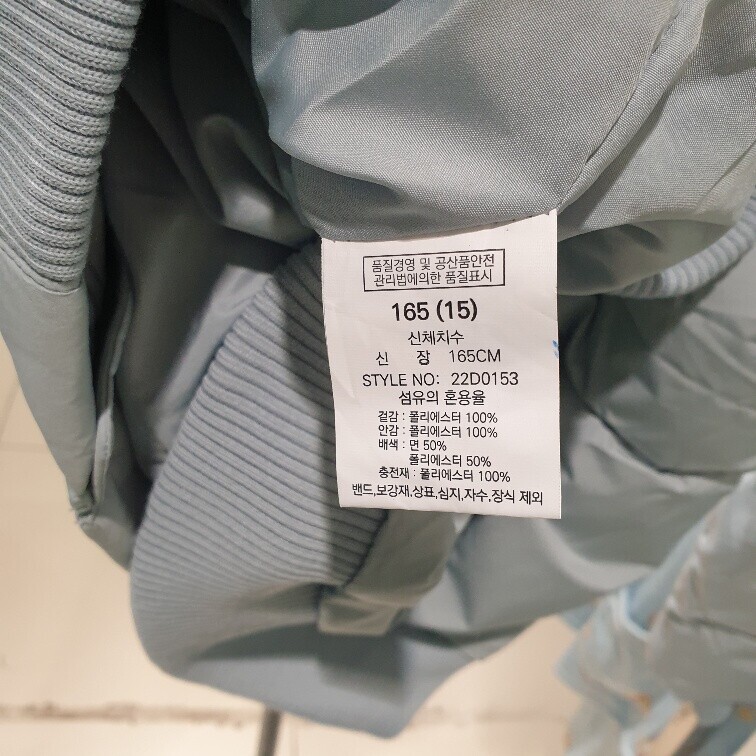 품질경영 및 공산품안전
관리법에의한 품질표시
165 (15)
신체치수
신 장 165CM
STYLE NO: 22D0153
섬유의 혼용율
겉감 : 폴리에스터 100%
안감 : 폴리에스터 100%
배색 : 면 50%
폴리에스터 50%
충전재 : 폴리에스터 100%
밴드,보강재,상표,심지,자수,장식 제외